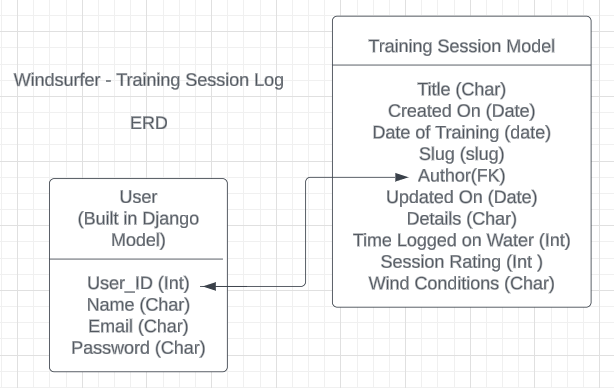 Windsurfer - Training Session Log
ERD
User
(Built in Django
Model)
User_ID (Int)
Name (Char)
Email (Char)
Password (Char)
Training Session Model
Title (Char)
Created On (Date)
Date of Training (date)
Slug (slug)
Author(FK)
Updated On (Date)
Details (Char)
Time Logged on Water (Int)
Session Rating (Int )
Wind Conditions (Char)